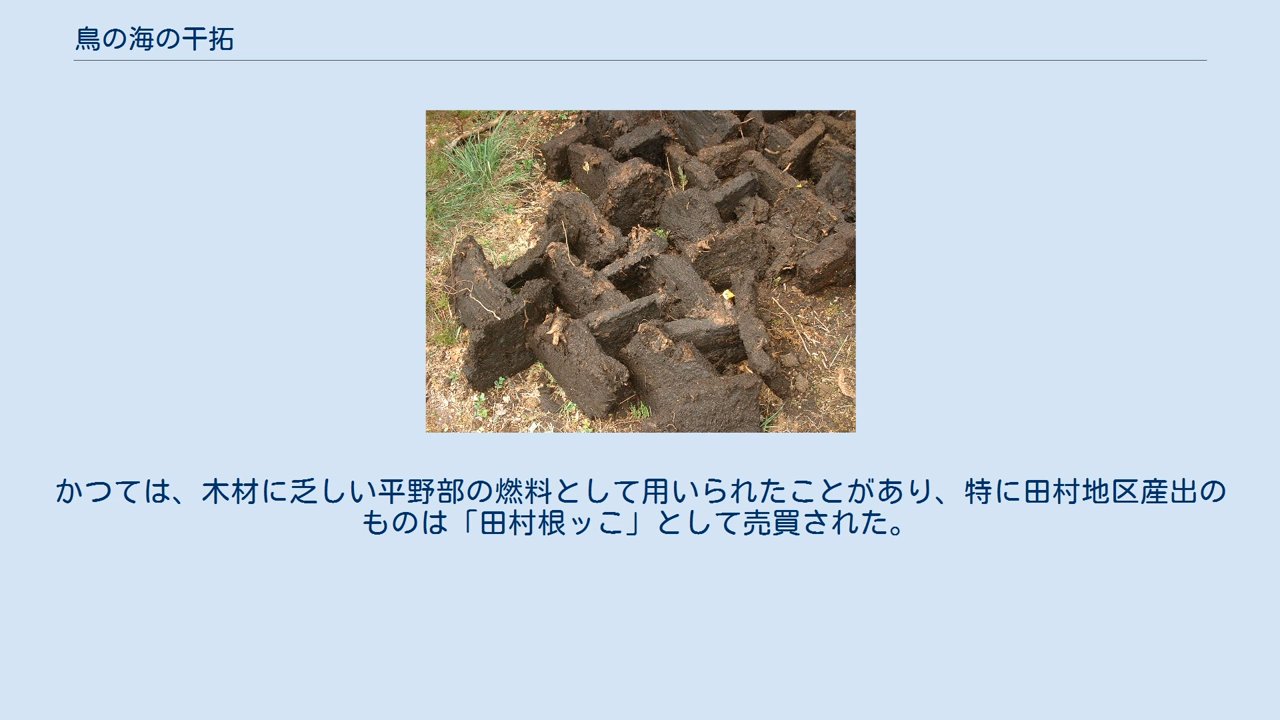 鳥の海の干拓
かつては、木材に乏しい平野部の燃料として用いられたことがあり、特に田村地区産出の
ものは「田村根ッこ」として売買された。